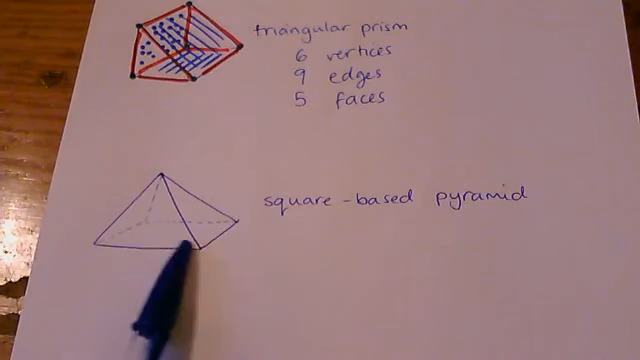 triangular prism
6 vertices
9 edges
5 faces
square-based pyramid